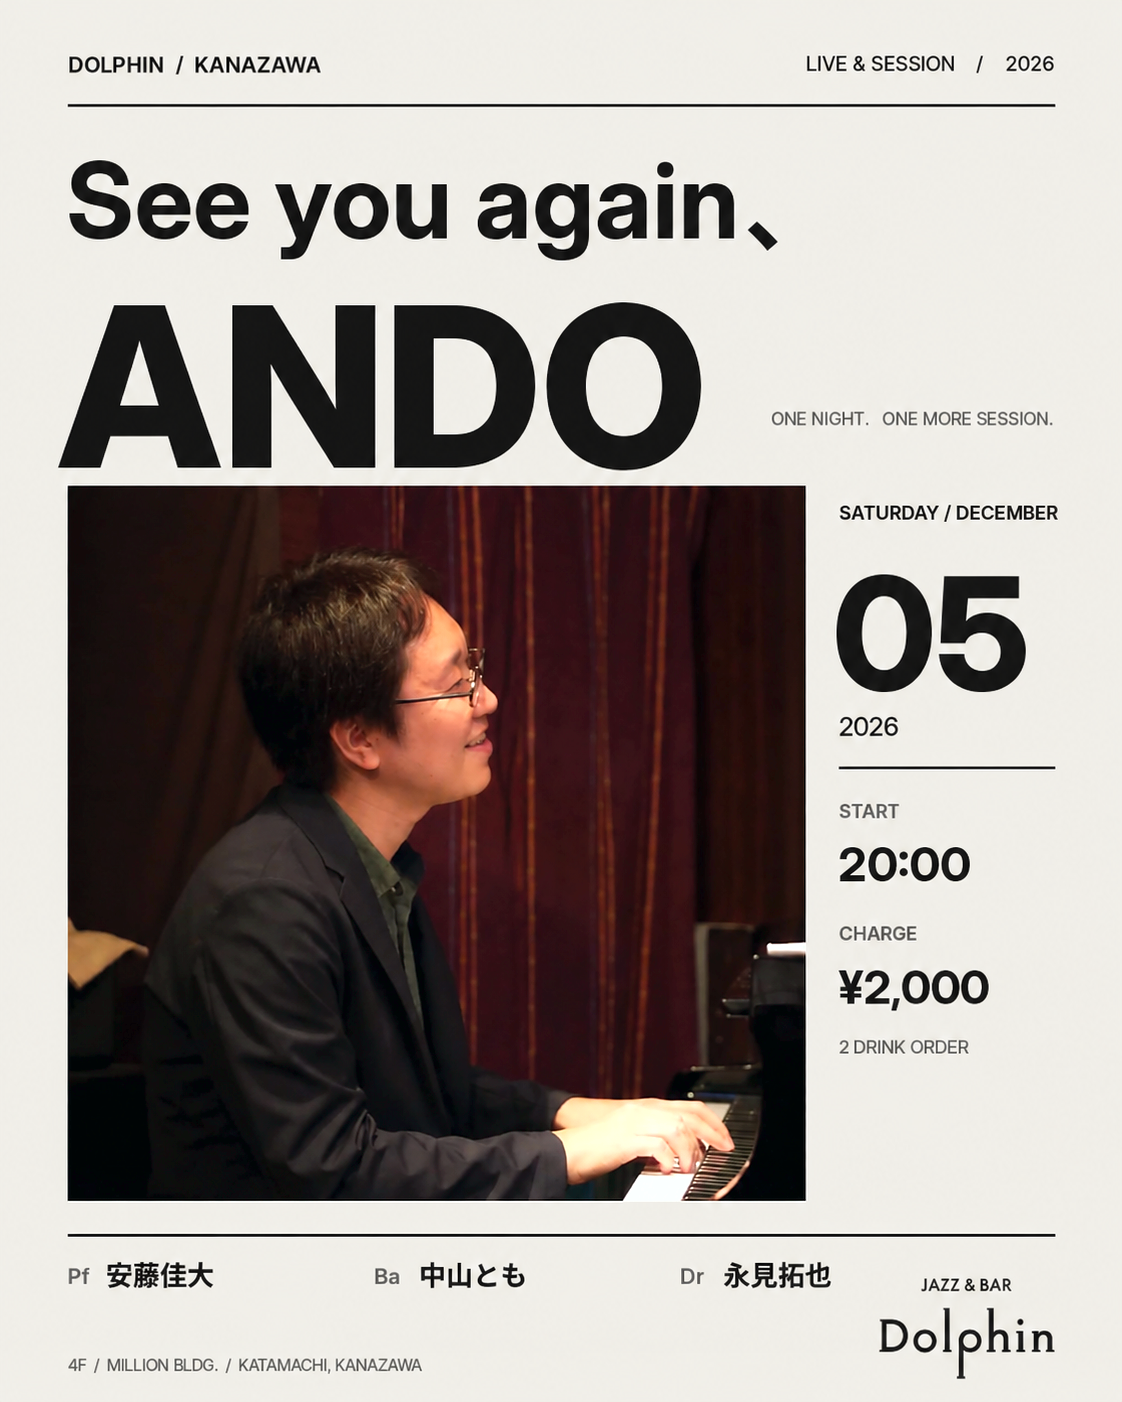 DOLPHIN / KANAZAWA
LIVE & SESSION / 2026
See you again、
ANDO
ONE NIGHT. ONE MORE SESSION.
SATURDAY / DECEMBER
05
2026
START
20:00
CHARGE
¥2,000
2 DRINK ORDER
Pf 安藤佳大
Ba 中山とも
Dr 永見拓也
JAZZ & BAR
Dolphin
4F / MILLION BLDG. / KATAMACHI, KANAZAWA